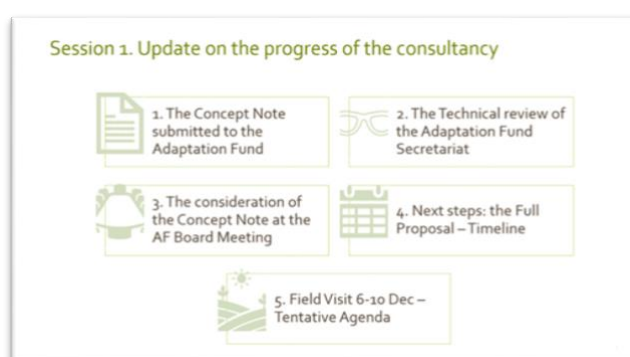 Session 1. Update on the progress of the consultancy
1. The Concept Note
submitted to the
Adaptation Fund
2. The Technical review of
the Adaptation Fund
Secretariat
3. The consideration of
the Concept Note at the
AF Board Meeting
4. Next steps: the Full
Proposal – Timeline
5. Field Visit 6-10 Dec –
Tentative Agenda